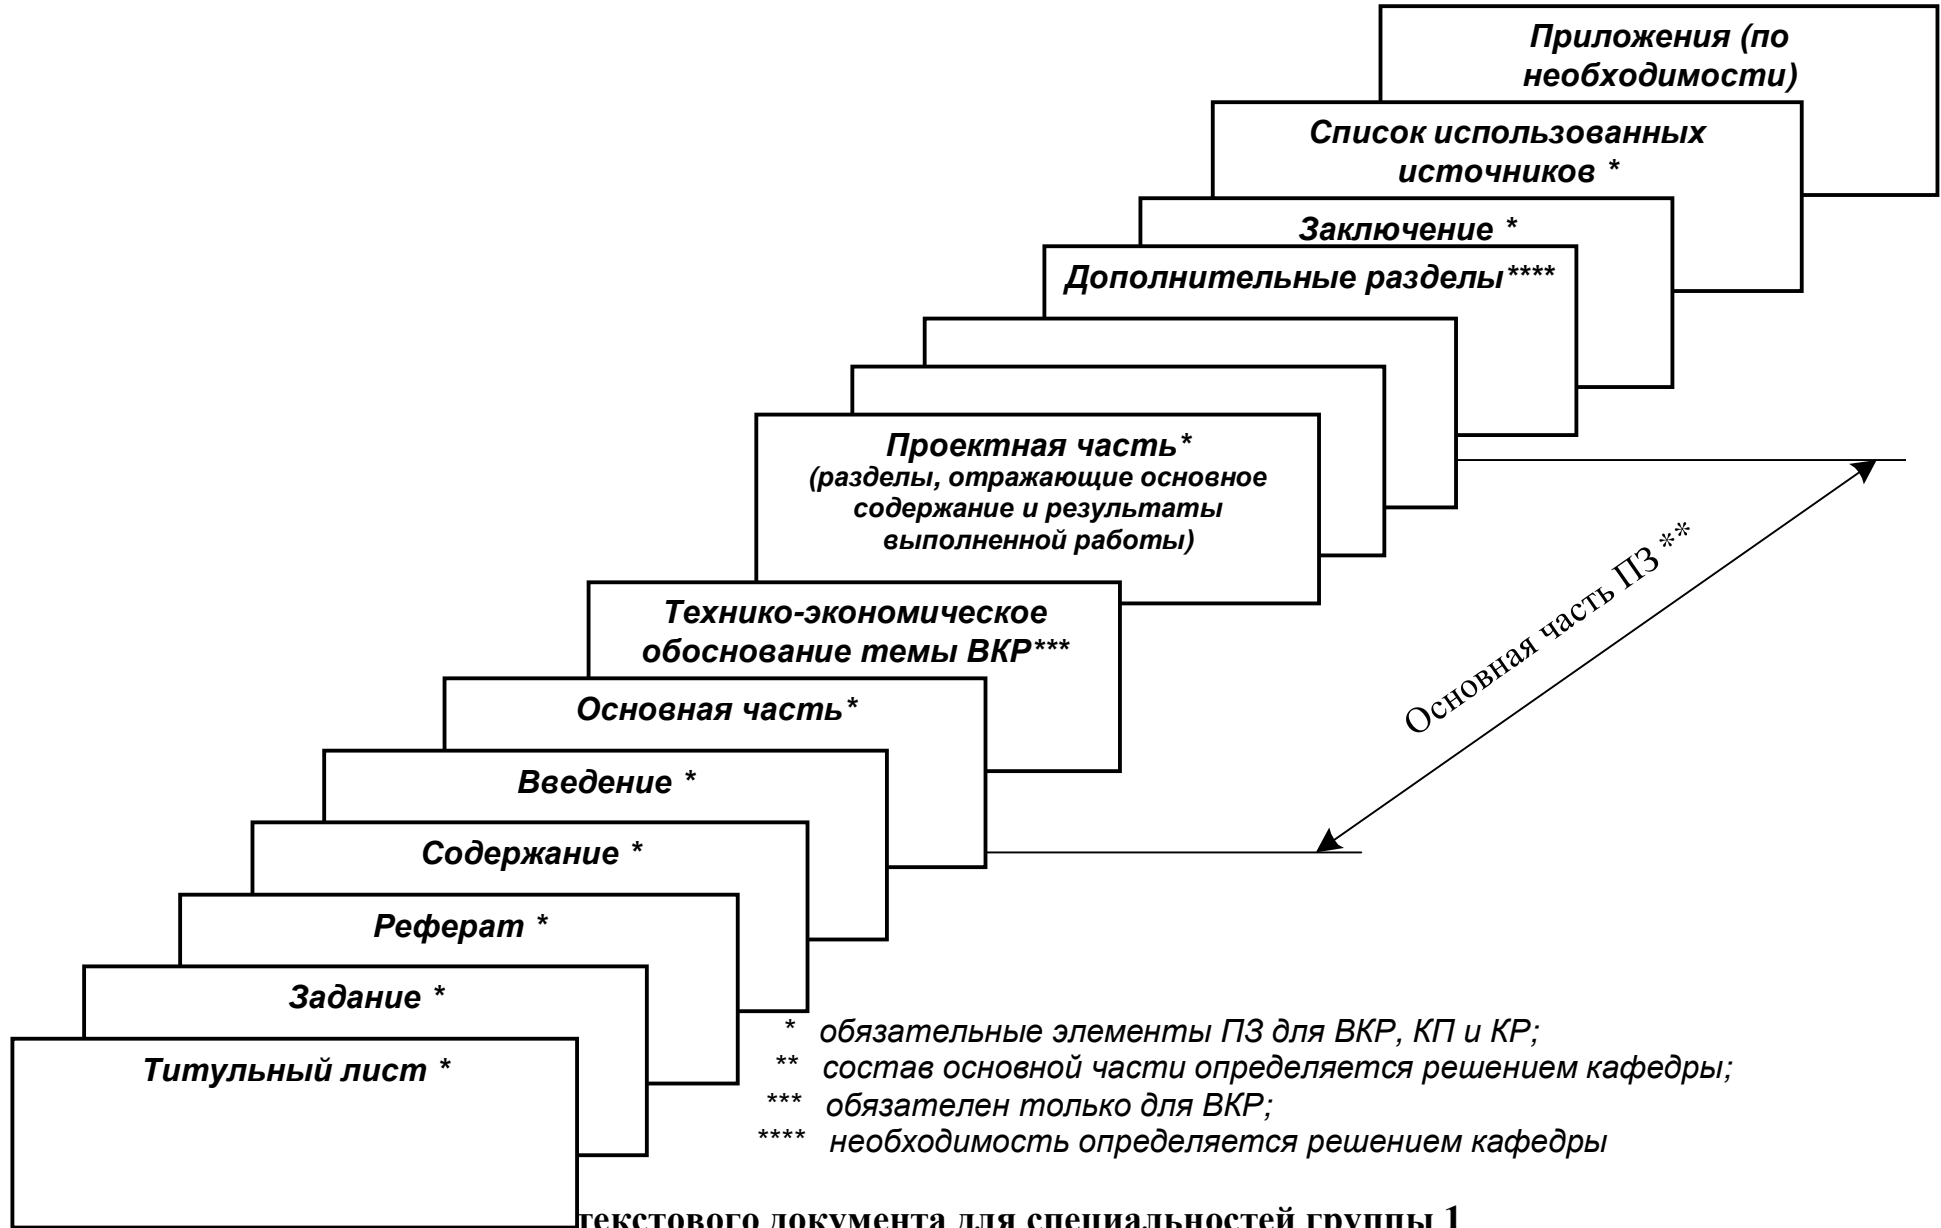 Приложения (по
необходимости)
Список использованных
источников *
Заключение *
Дополнительные разделы****
Проектная часть*
(разделы, отражающие основное
содержание и результаты
выполненной работы)
Технико-экономическое
обоснование темы ВКР***
Основная часть*
Введение *
Содержание *
Реферат *
Задание *
Титульный лист *
Основная часть ПЗ **
* обязательные элементы ПЗ для ВКР, КП и КР;
** состав основной части определяется решением кафедры;
*** обязателен только для ВКР;
**** необходимость определяется решением кафедры
текстового документа для специальностей группы 1